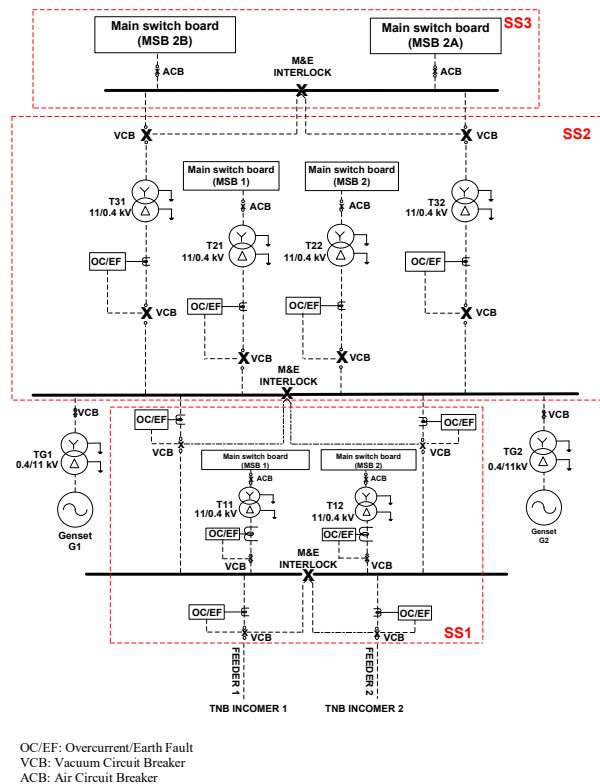 SS3
Main switch board
(MSB 2B)
Main switch board
(MSB 2A)
M&E
INTERLOCK
ACB
ACB
SS2
VCB
VCB
Main switch board
(MSB 1)
Main switch board
(MSB 2)
T31
11/0.4 kV
ACB
ACB
T32
11/0.4 kV
T21
11/0.4 kV
T22
11/0.4 kV
OC/EF
OC/EF
OC/EF
OC/EF
VCB
VCB
VCB
VCB
M&E
INTERLOCK
VCB
VCB
OC/EF
OC/EF
TG1
0.4/11 kV
VCB
VCB
TG2
0.4/11kV
Main switch board
(MSB 1)
Main switch board
(MSB 2)
ACB
ACB
T11
11/0.4 kV
T12
11/0.4 kV
Genset
G1
Genset
G2
OC/EF
OC/EF
M&E
INTERLOCK
VCB
VCB
OC/EF
OC/EF
VCB
VCB
SS1
FEEDER 1
FEEDER 2
TNB INCOMER 1
TNB INCOMER 2
OC/EF: Overcurrent/Earth Fault
VCB: Vacuum Circuit Breaker
ACB: Air Circuit Breaker